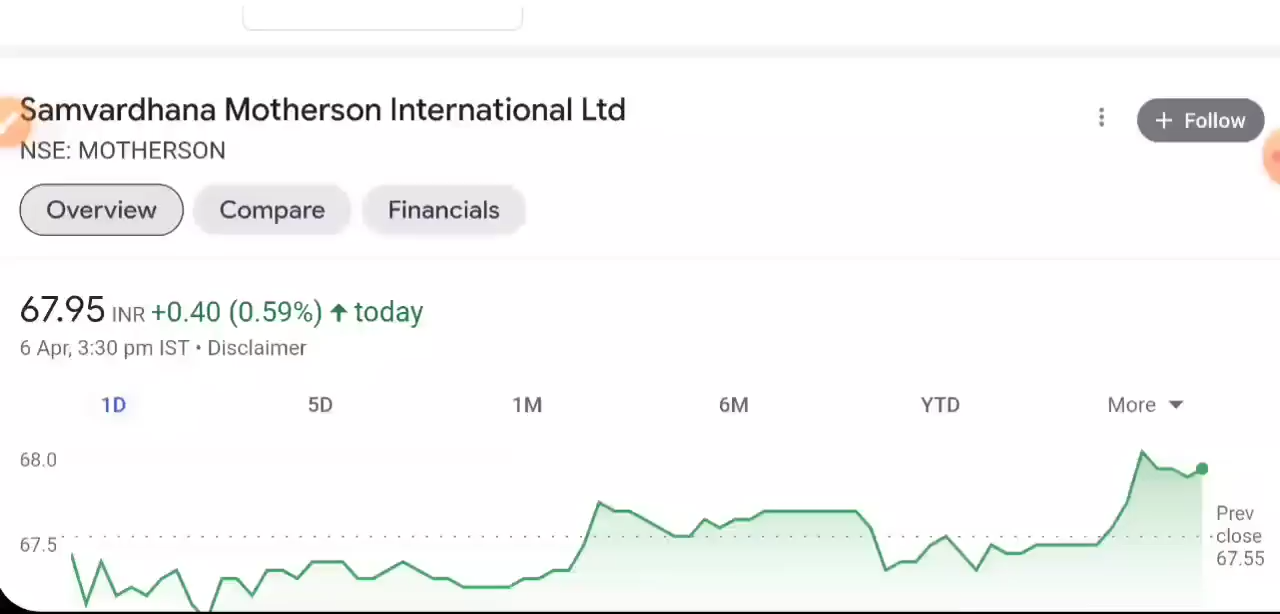 Samvardhana Motherson International Ltd
+ Follow
NSE: MOTHERSON
Overview Compare Financials
67.95 INR +0.40 (0.59%) ↑ today
6 Apr, 3:30 pm IST • Disclaimer
1D 5D 1M 6M YTD More
68.0
67.5
Prev
close
67.55